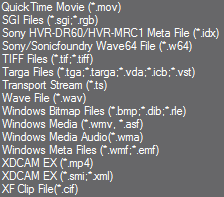 QuickTime Movie (*.mov)
SGI Files (*.sgi;*.rgb)
Sony HVR-DR60/HVR-MRC1 Meta File (*.idx)
Sony/Sonicfoundry Wave64 File (*.w64)
TIFF Files (*.tif;*.tiff)
Targa Files (*.tga;*.targa;*.vda;*.icb;*.vst)
Transport Stream (*.ts)
Wave File (*.wav)
Windows Bitmap Files (*.bmp;*.dib;*.rle)
Windows Media (*.wmv, *.asf)
Windows Media Audio(*.wma)
Windows Meta Files (*.wmf;*.emf)
XDCAM EX (*.mp4)
XDCAM EX (*.smi;*.xml)
XF Clip File(*.cif)